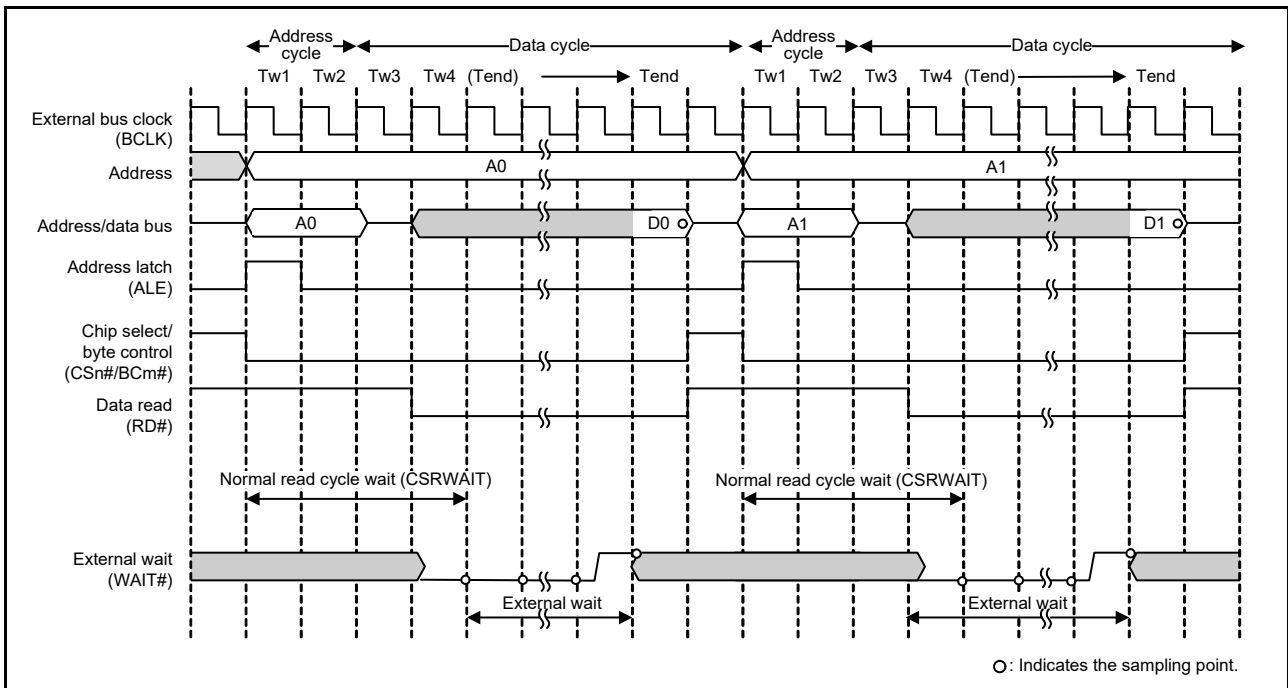 Address
cycle
Data cycle
Address
cycle
Data cycle
Tw1 Tw2 Tw3 Tw4 (Tend) Tend Tw1 Tw2 Tw3 Tw4 (Tend) Tend
External bus clock
(BCLK)
Address
A0 A1
Address/data bus
A0 D0 A1 D1
Address latch
(ALE)
Chip select/
byte control
(CSn#/BCm#)
Data read
(RD#)
Normal read cycle wait (CSRWAIT) Normal read cycle wait (CSRWAIT)
External wait
(WAIT#)
External wait External wait
: Indicates the sampling point.